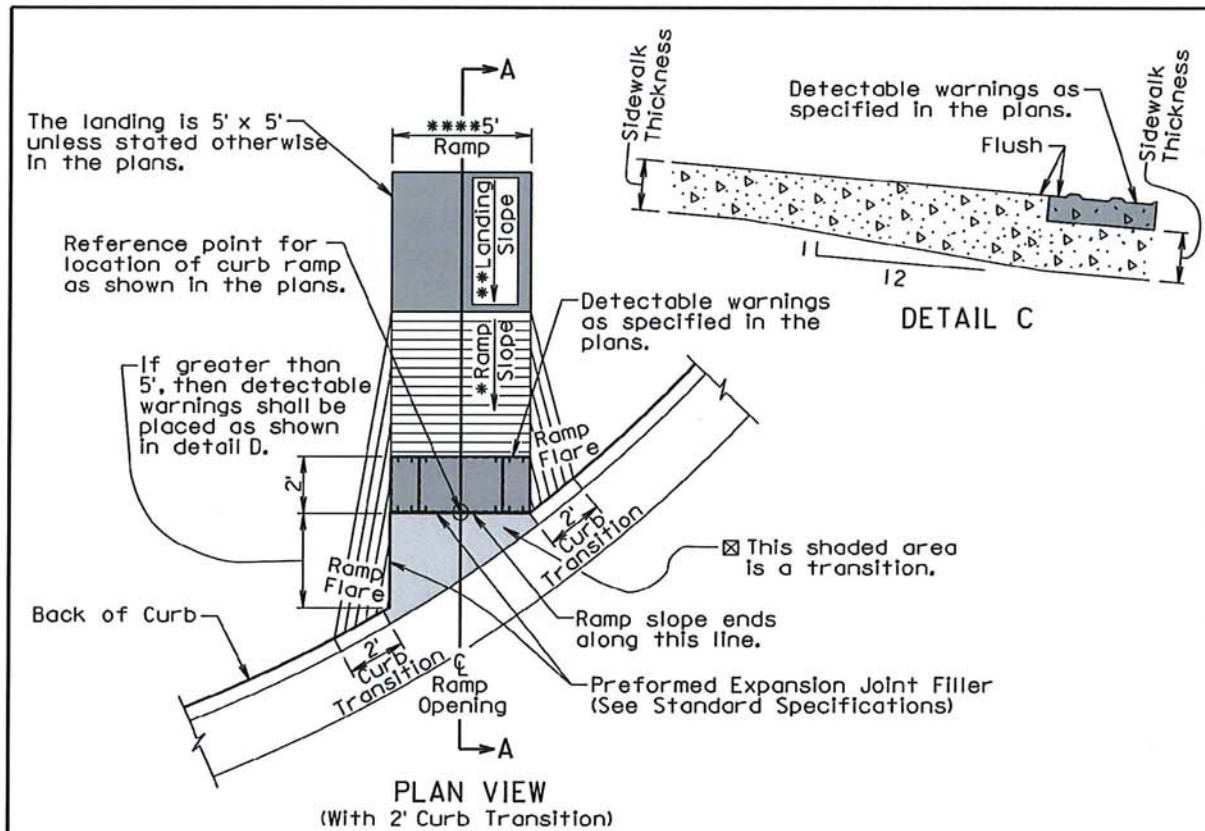 A
The landing is 5' x 5'
unless stated otherwise
in the plans.
****5'
Ramp
**Landing
Slope
Reference point for
location of curb ramp
as shown in the plans.
Detectable warnings
as specified in the
plans.
*Ramp
Slope
If greater than
5', then detectable
warnings shall be
placed as shown
in detail D.
Ramp
Flare
2'
2'
Curb
Transition
⊠ This shaded area
is a transition.
Ramp
Flare
Back of Curb
Ramp slope ends
along this line.
2'
Curb
Transition
℄
Ramp
Opening
Preformed Expansion Joint Filler
(See Standard Specifications)
A
PLAN VIEW
(With 2' Curb Transition)
Sidewalk
Thickness
Detectable warnings as
specified in the plans.
Flush
Sidewalk
Thickness
1
12
DETAIL C